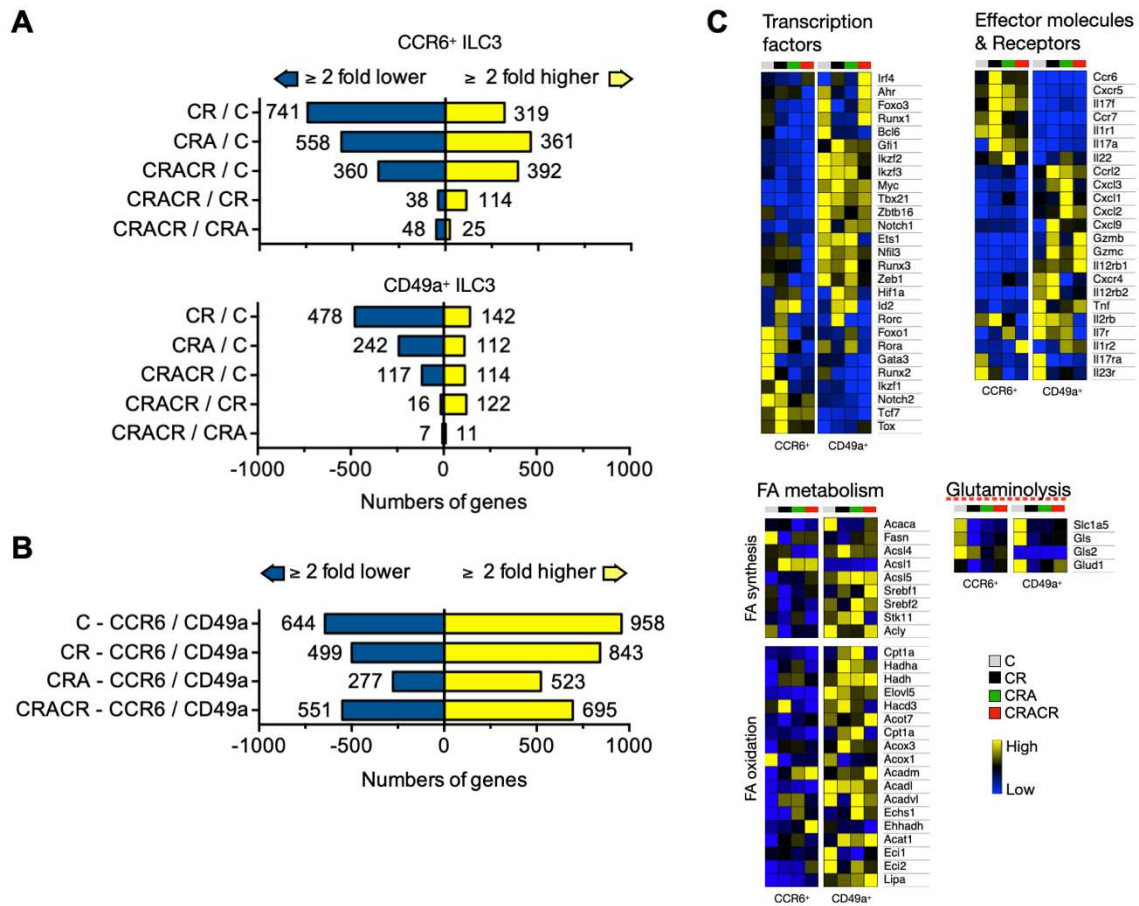 A
CCR6⁺ ILC3
≥ 2 fold lower ≥ 2 fold higher
CR / C 741 319
CRA / C 558 361
CRACR / C 360 392
CRACR / CR 38 114
CRACR / CRA 48 25
CD49a⁺ ILC3
CR / C 478 142
CRA / C 242 112
CRACR / C 117 114
CRACR / CR 16 122
CRACR / CRA 7 11
-1000 -500 0 500 1000
Numbers of genes
B
≥ 2 fold lower ≥ 2 fold higher
C - CCR6 / CD49a 644 958
CR - CCR6 / CD49a 499 843
CRA - CCR6 / CD49a 277 523
CRACR - CCR6 / CD49a 551 695
-1000 -500 0 500 1000
Numbers of genes
C
Transcription
factors
Irf4
Ahr
Foxo3
Runx1
Bcl6
Gfi1
Ikzf2
Ikzf3
Myc
Tbx21
Zbtb16
Notch1
Ets1
Nfil3
Runx3
Zeb1
Hif1a
Id2
Rorc
Foxo1
Rora
Gata3
Runx2
Ikzf1
Notch2
Tcf7
Tox
CCR6⁺ CD49a⁺
Effector molecules
& Receptors
Ccr6
Cxcr5
Il17f
Ccr7
Il1r1
Il17a
Il22
Ccrl2
Cxcl3
Cxcl1
Cxcl2
Cxcl9
Gzmb
Gzmc
Il12rb1
Cxcr4
Il12rb2
Tnf
Il2rb
Il7r
Il1r2
Il17ra
Il23r
CCR6⁺ CD49a⁺
FA metabolism
FA synthesis
Acaca
Fasn
Acsl4
Acsl1
Acsl5
Srebf1
Srebf2
Stk11
Acly
FA oxidation
Cpt1a
Hadha
Hadh
Elovl5
Hacd3
Acot7
Cpt1a
Acox3
Acox1
Acadm
Acadl
Acadvl
Echs1
Ehhadh
Acat1
Eci1
Eci2
Lipa
CCR6⁺ CD49a⁺
Glutaminolysis
Slc1a5
Gls
Gls2
Glud1
CCR6⁺ CD49a⁺
C
CR
CRA
CRACR
High
Low